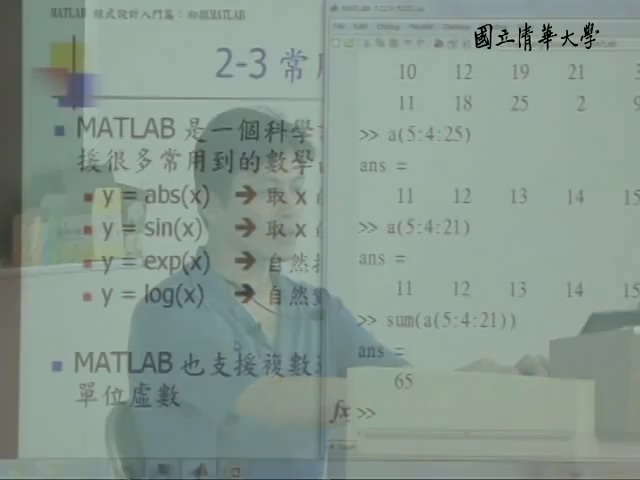 MATLAB 程式設計入門篇：初探MATLAB
國立清華大學
2-3 常
MATLAB 是一個科學
援很多常用到的數學
y = abs(x) ➔ 取 x
y = sin(x) ➔ 取 x
y = exp(x) ➔ 自然
y = log(x) ➔ 自然
MATLAB 也支援複數
單位虛數
10 12 19 21 3
11 18 25 2 9
>> a(5:4:25)
ans =
11 12 13 14 15
>> a(5:4:21)
ans =
11 12 13 14 15
>> sum(a(5:4:21))
ans =
65
fx >>